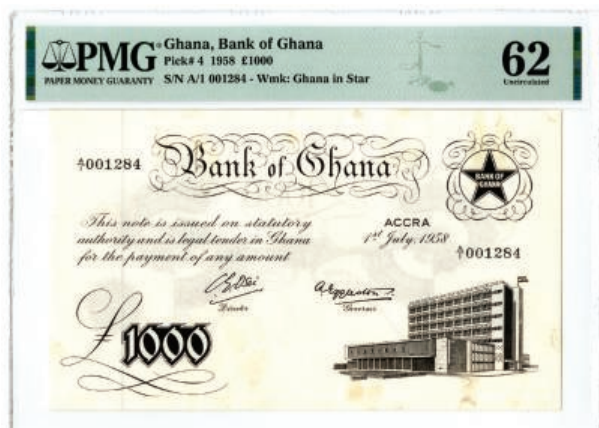 PMG
PAPER MONEY GUARANTY
Ghana, Bank of Ghana
Pick# 4 1958 £1000
S/N A/1 001284 - Wmk: Ghana in Star
62
Uncirculated
A/1 001284
Bank of Ghana
BANK OF
GHANA
This note is issued on statutory
authority and is legal tender in Ghana
for the payment of any amount
ACCRA
1st July, 1958
A/1 001284
Director
Governor
£1000